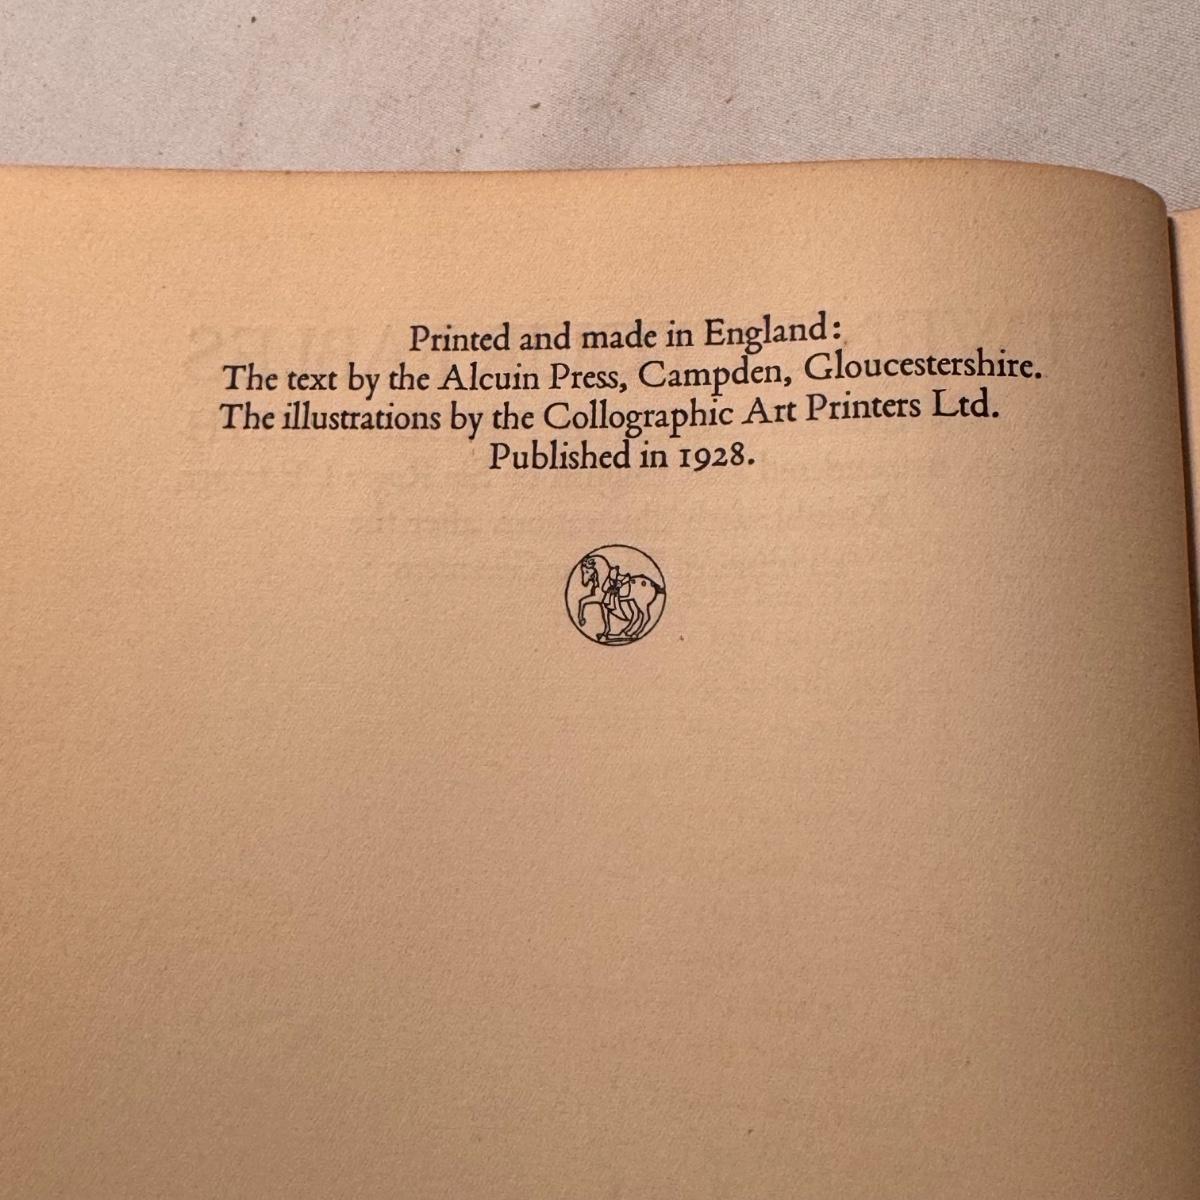 Printed and made in England:
The text by the Alcuin Press, Campden, Gloucestershire.
The illustrations by the Collographic Art Printers Ltd.
Published in 1928.